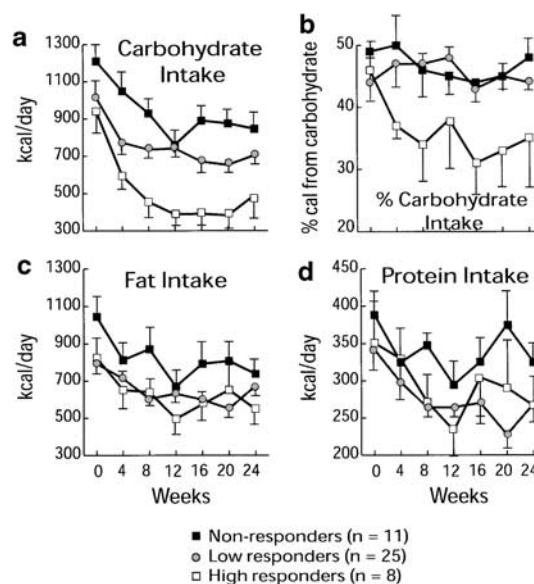 a
Carbohydrate
Intake
kcal/day
1300
1100
900
700
500
300
b
% cal from carbohydrate
60
50
40
30
20
% Carbohydrate
Intake
c
Fat Intake
kcal/day
1300
1100
900
700
500
300
0 4 8 12 16 20 24
Weeks
d
Protein Intake
kcal/day
450
400
350
300
250
200
0 4 8 12 16 20 24
Weeks
Non-responders (n = 11)
Low responders (n = 25)
High responders (n = 8)